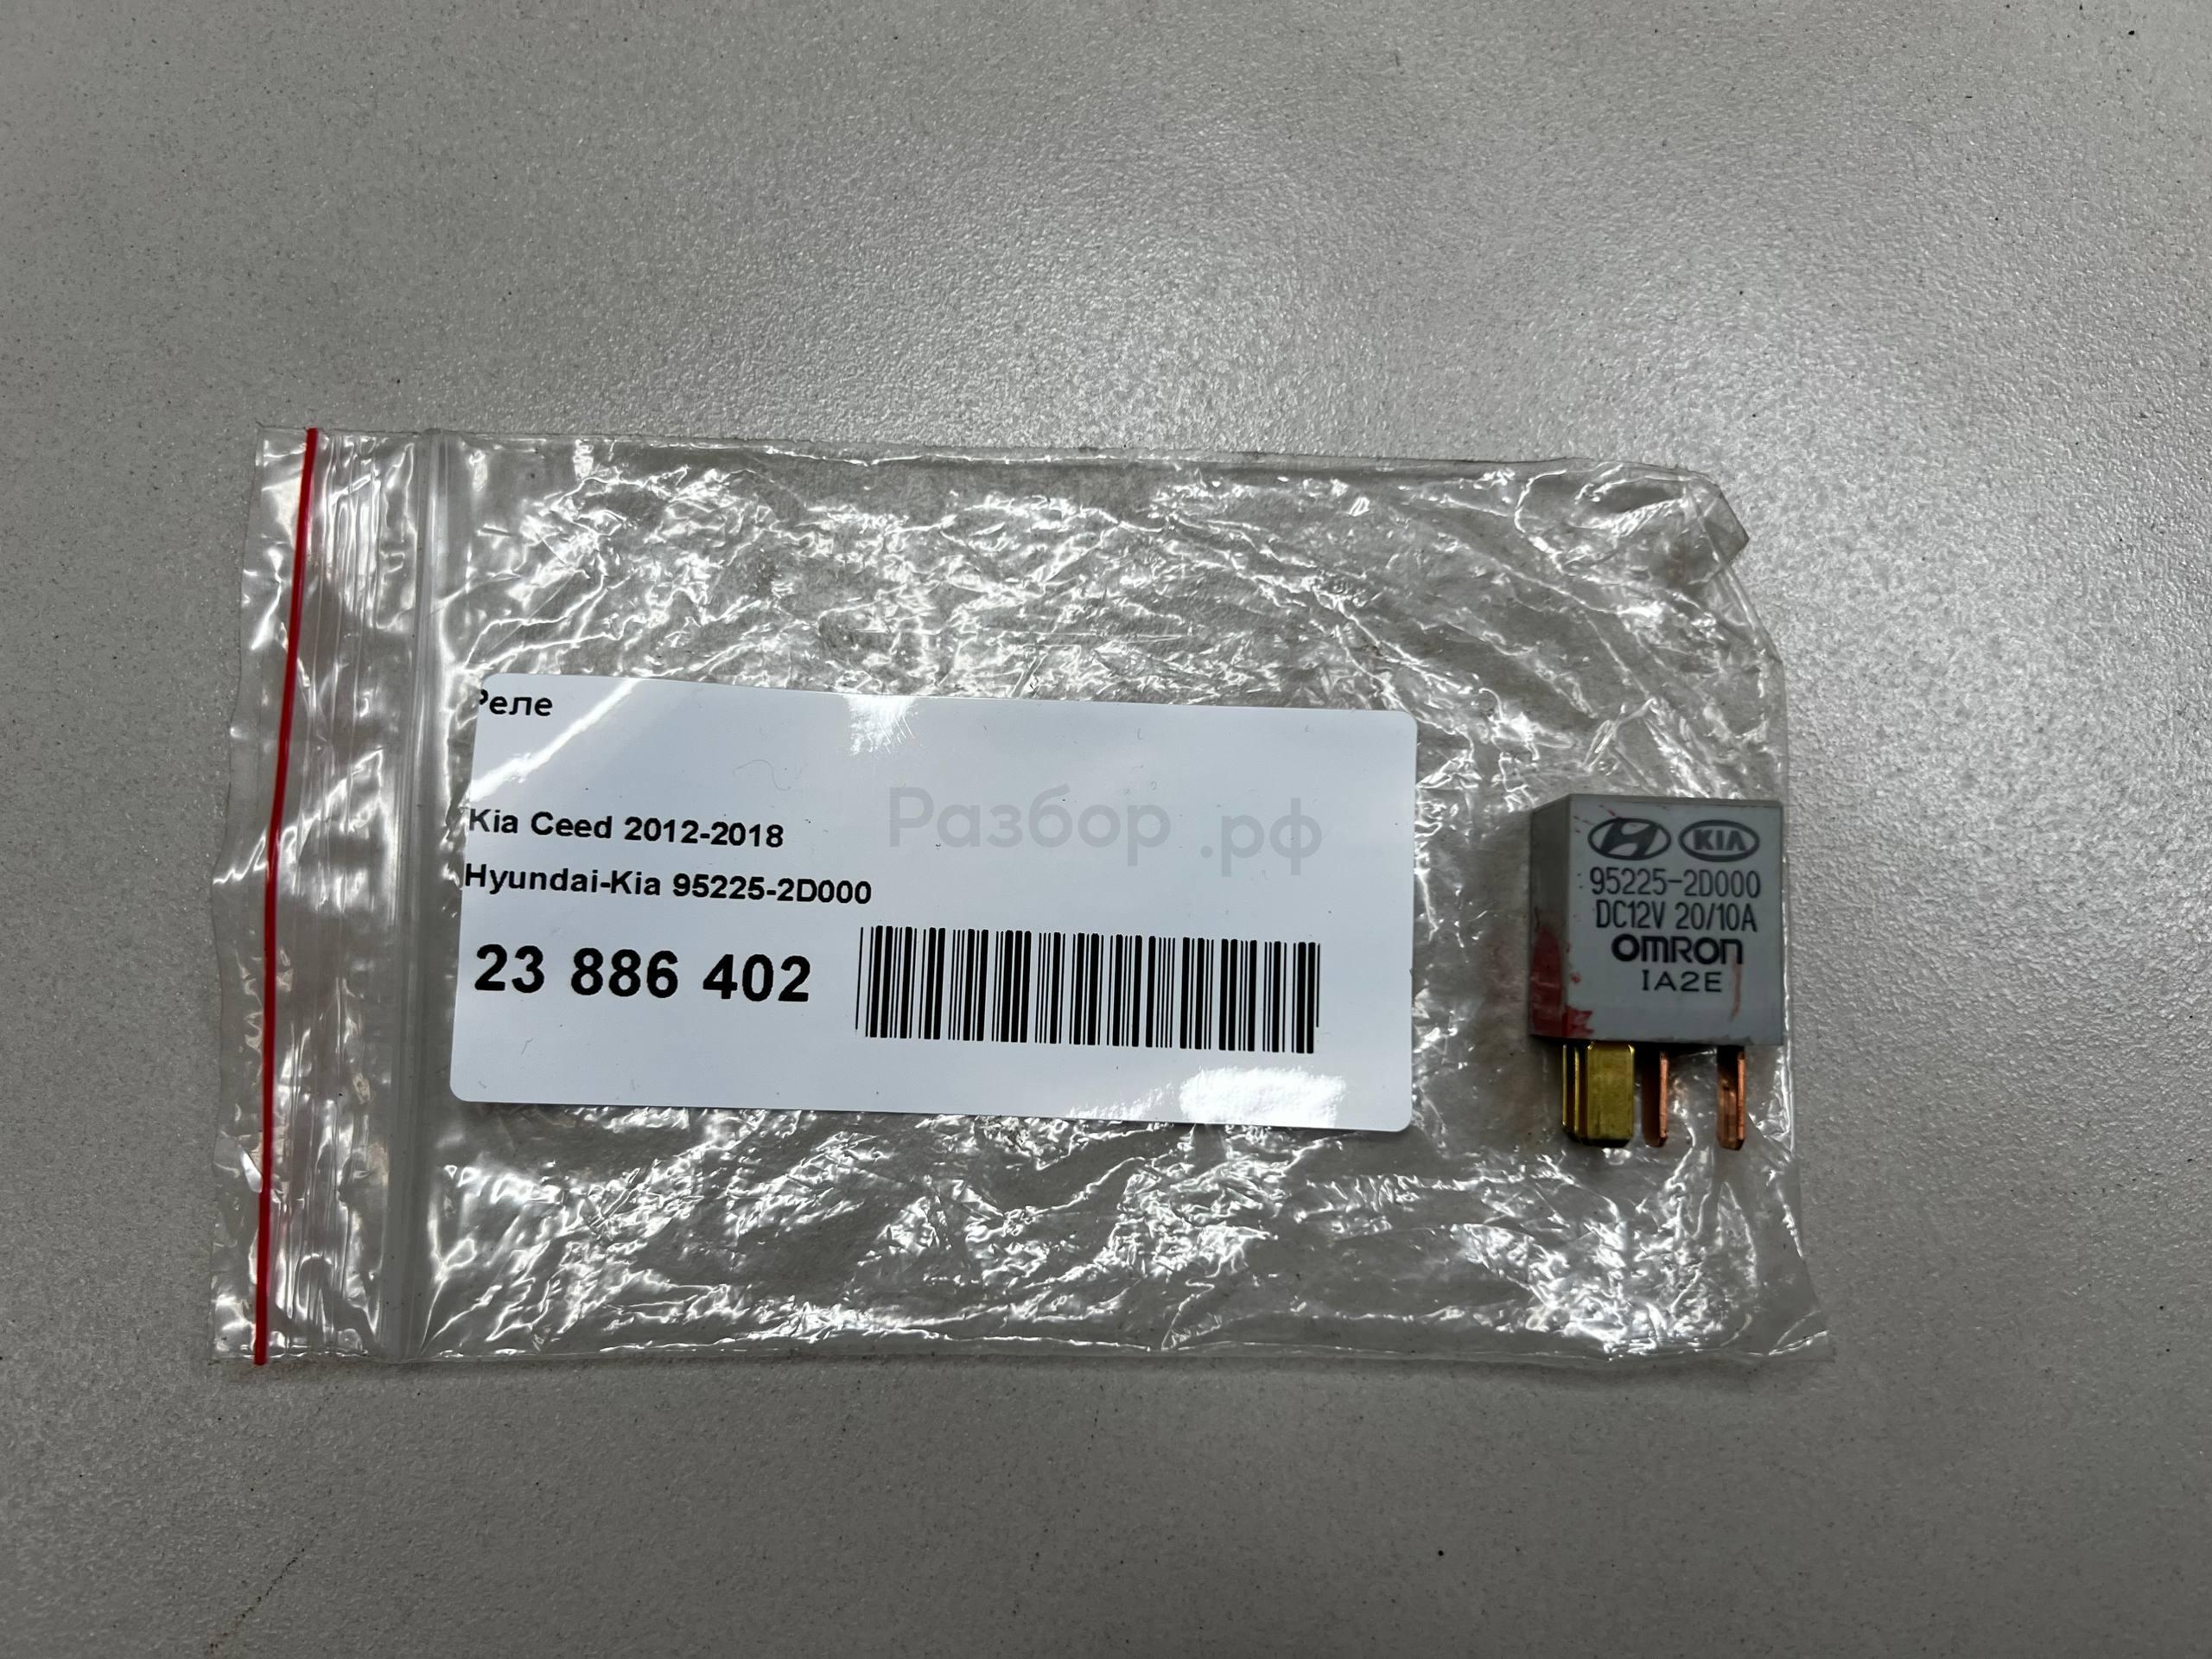 Реле
Kia Ceed 2012-2018
Hyundai-Kia 95225-2D000
23 886 402
Разбор.рф
KIA
95225-2D000
DC12V 20/10A
OMRON
1A2E